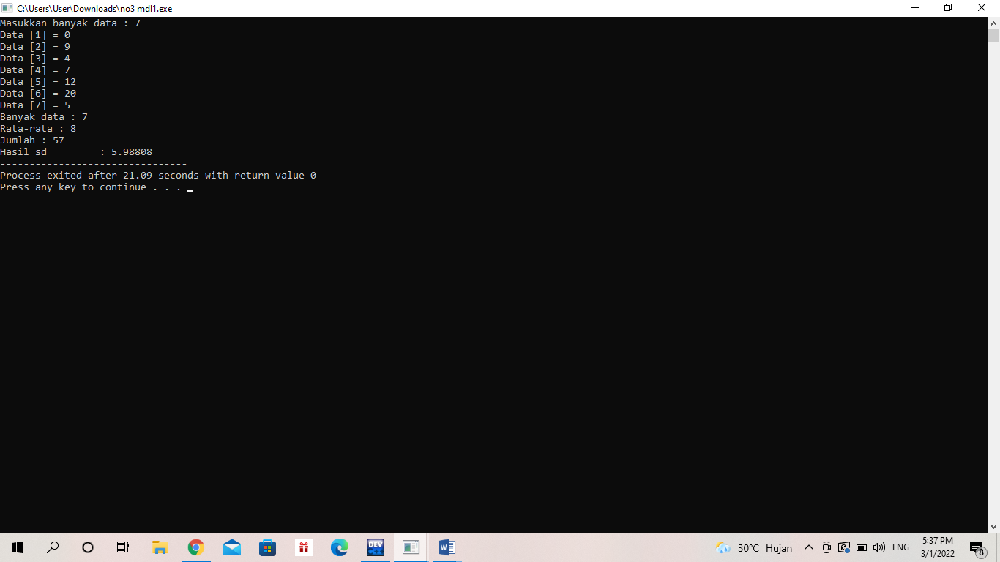 C:\Users\User\Downloads\no3 mdl1.exe
Masukkan banyak data : 7
Data [1] = 0
Data [2] = 9
Data [3] = 4
Data [4] = 7
Data [5] = 12
Data [6] = 20
Data [7] = 5
Banyak data : 7
Rata-rata : 8
Jumlah : 57
Hasil sd         : 5.98808
--------------------------------
Process exited after 21.09 seconds with return value 0
Press any key to continue . . .
DEV C++
W
30°C Hujan
ENG
5:37 PM
3/1/2022
8